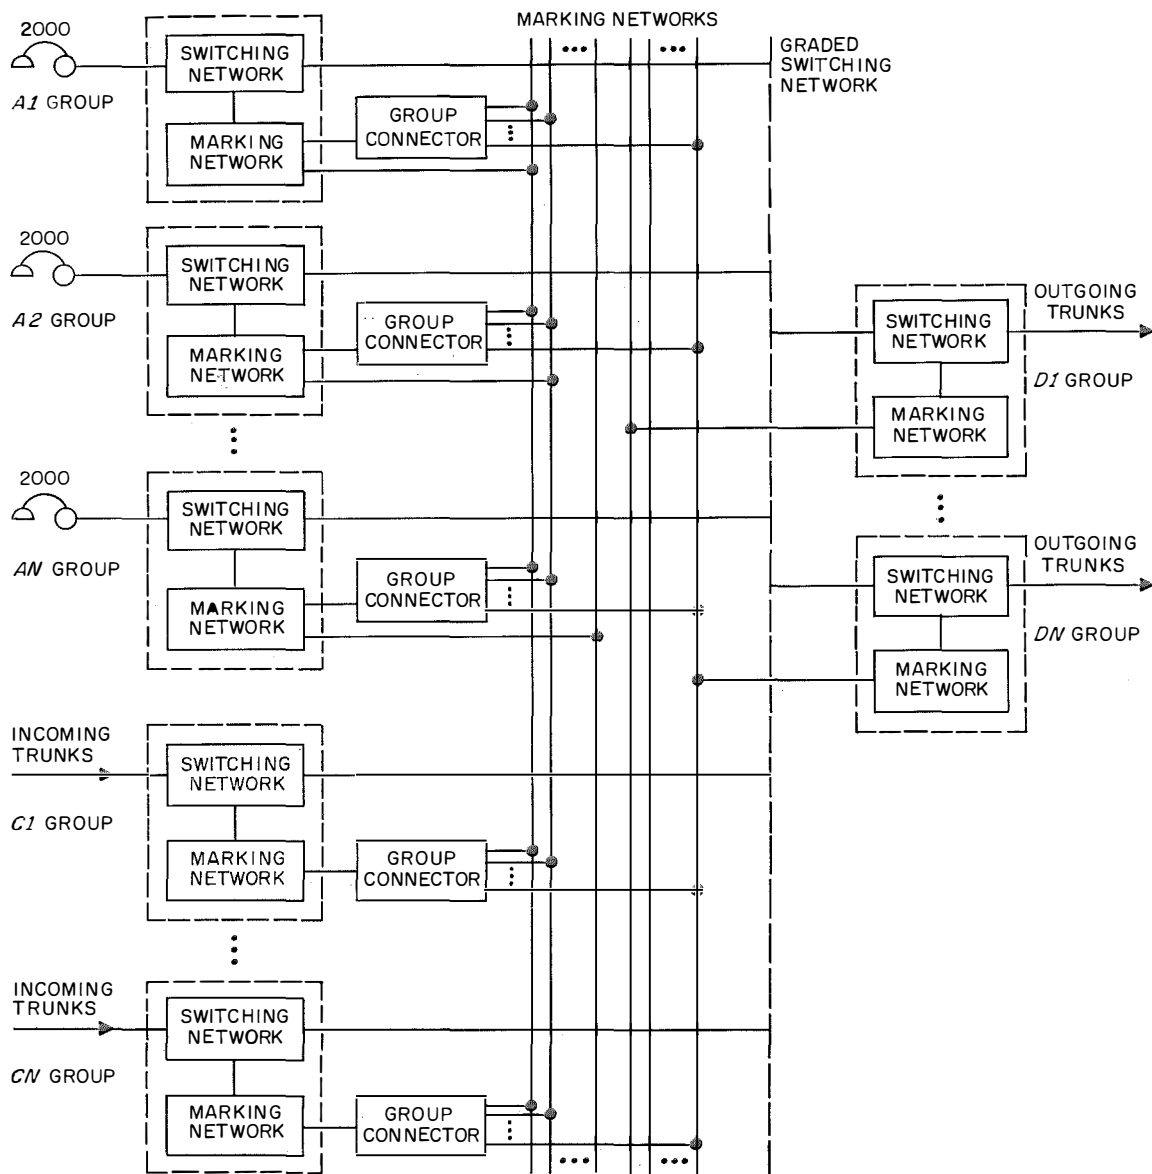 MARKING NETWORKS
GRADED
SWITCHING
NETWORK
2000
A1 GROUP
SWITCHING
NETWORK
MARKING
NETWORK
GROUP
CONNECTOR
2000
A2 GROUP
SWITCHING
NETWORK
MARKING
NETWORK
GROUP
CONNECTOR
2000
AN GROUP
SWITCHING
NETWORK
MARKING
NETWORK
GROUP
CONNECTOR
INCOMING
TRUNKS
C1 GROUP
SWITCHING
NETWORK
MARKING
NETWORK
GROUP
CONNECTOR
INCOMING
TRUNKS
CN GROUP
SWITCHING
NETWORK
MARKING
NETWORK
GROUP
CONNECTOR
SWITCHING
NETWORK
MARKING
NETWORK
OUTGOING
TRUNKS
D1 GROUP
SWITCHING
NETWORK
MARKING
NETWORK
OUTGOING
TRUNKS
DN GROUP